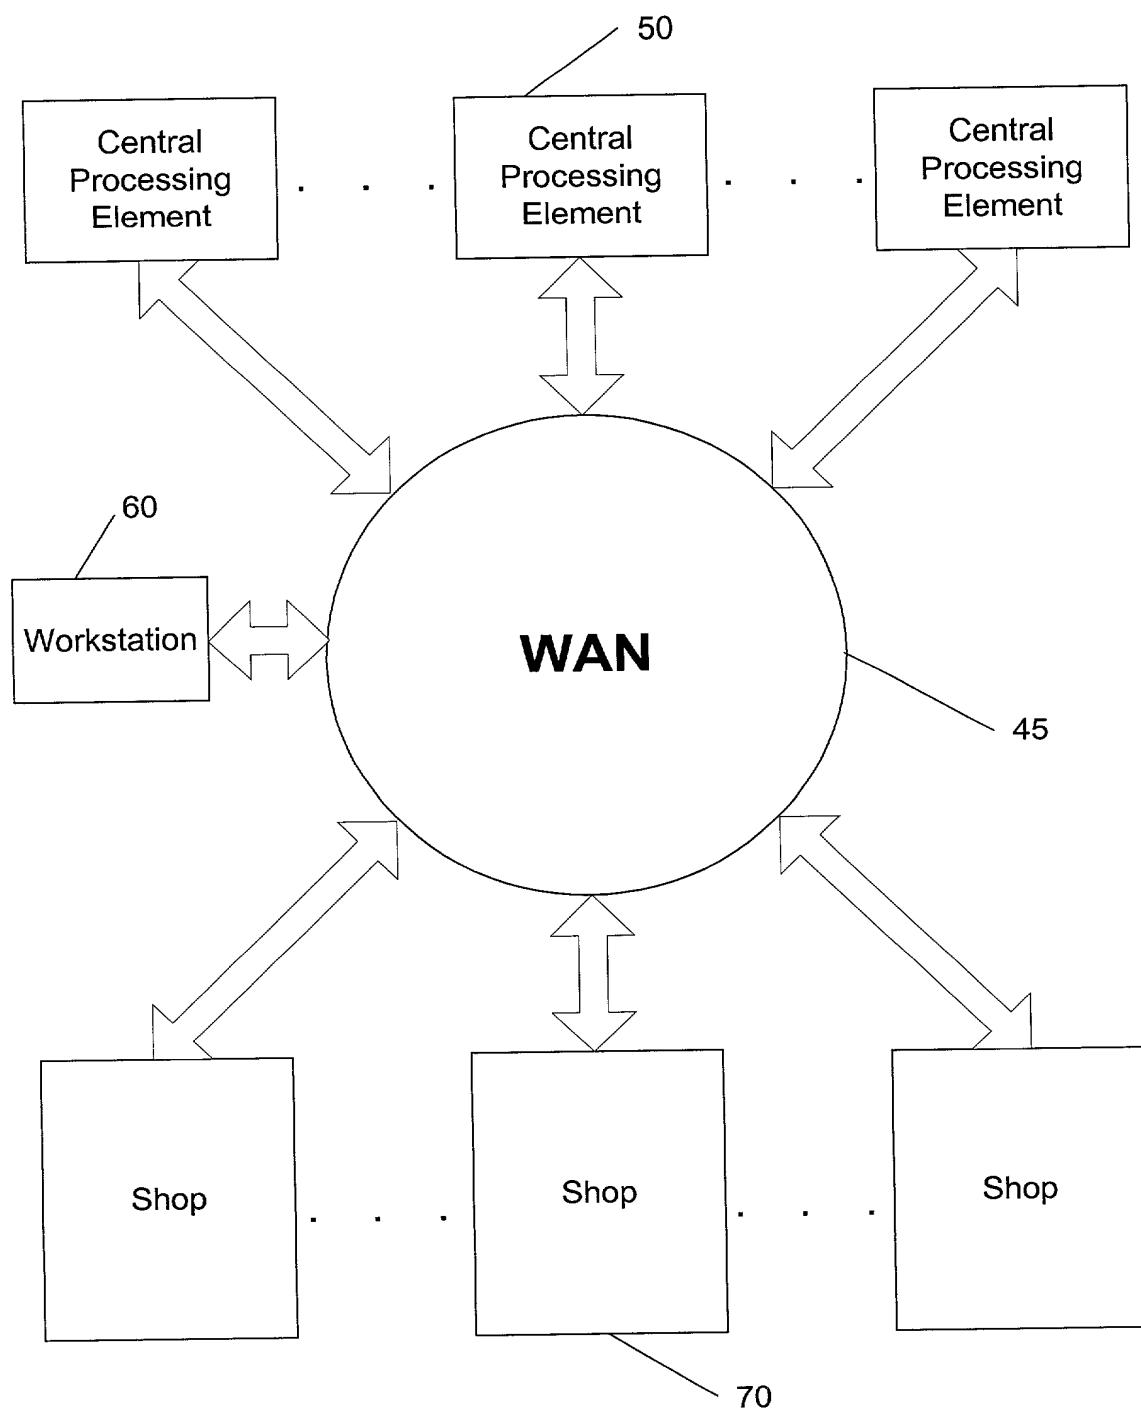 50
Central
Processing
Element
Central
Processing
Element
Central
Processing
Element
60
Workstation
WAN
45
Shop
Shop
Shop
70